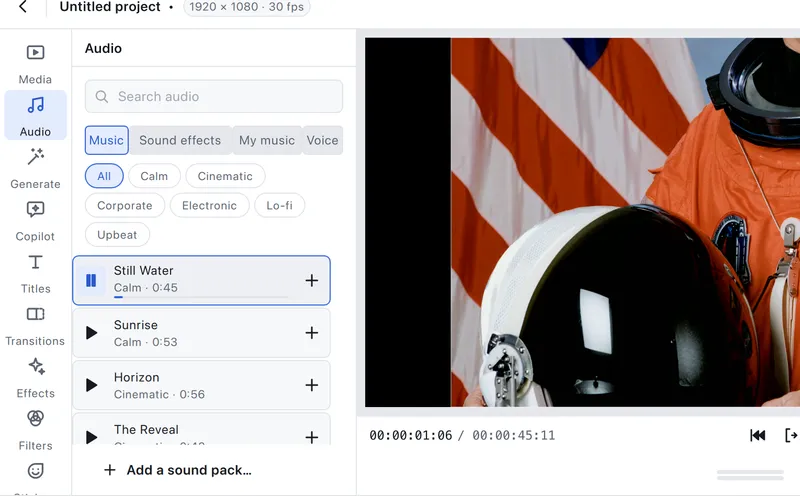 Untitled project • 1920 × 1080 · 30 fps
Media
Audio
Generate
Copilot
Titles
Transitions
Effects
Filters
Audio
Search audio
Music Sound effects My music Voice
All Calm Cinematic
Corporate Electronic Lo-fi
Upbeat
Still Water
Calm · 0:45
Sunrise
Calm · 0:53
Horizon
Cinematic · 0:56
The Reveal
Add a sound pack…
00:00:01:06 / 00:00:45:11